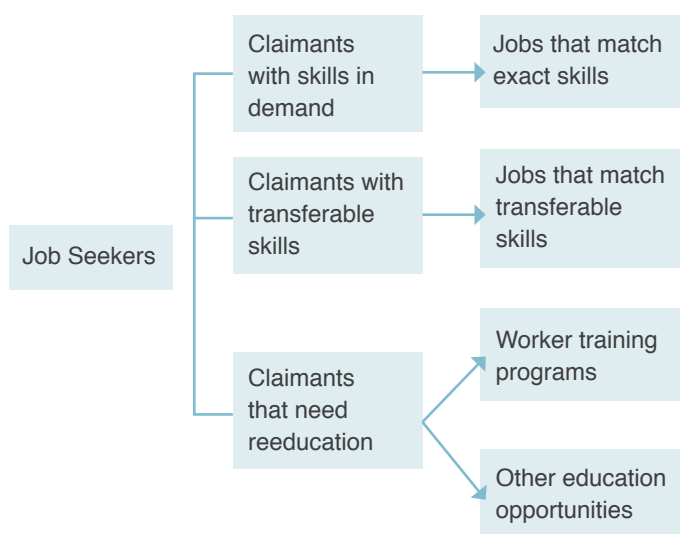 Job Seekers
Claimants
with skills in
demand
Jobs that match
exact skills
Claimants with
transferable
skills
Jobs that match
transferable
skills
Claimants
that need
reeducation
Worker training
programs
Other education
opportunities